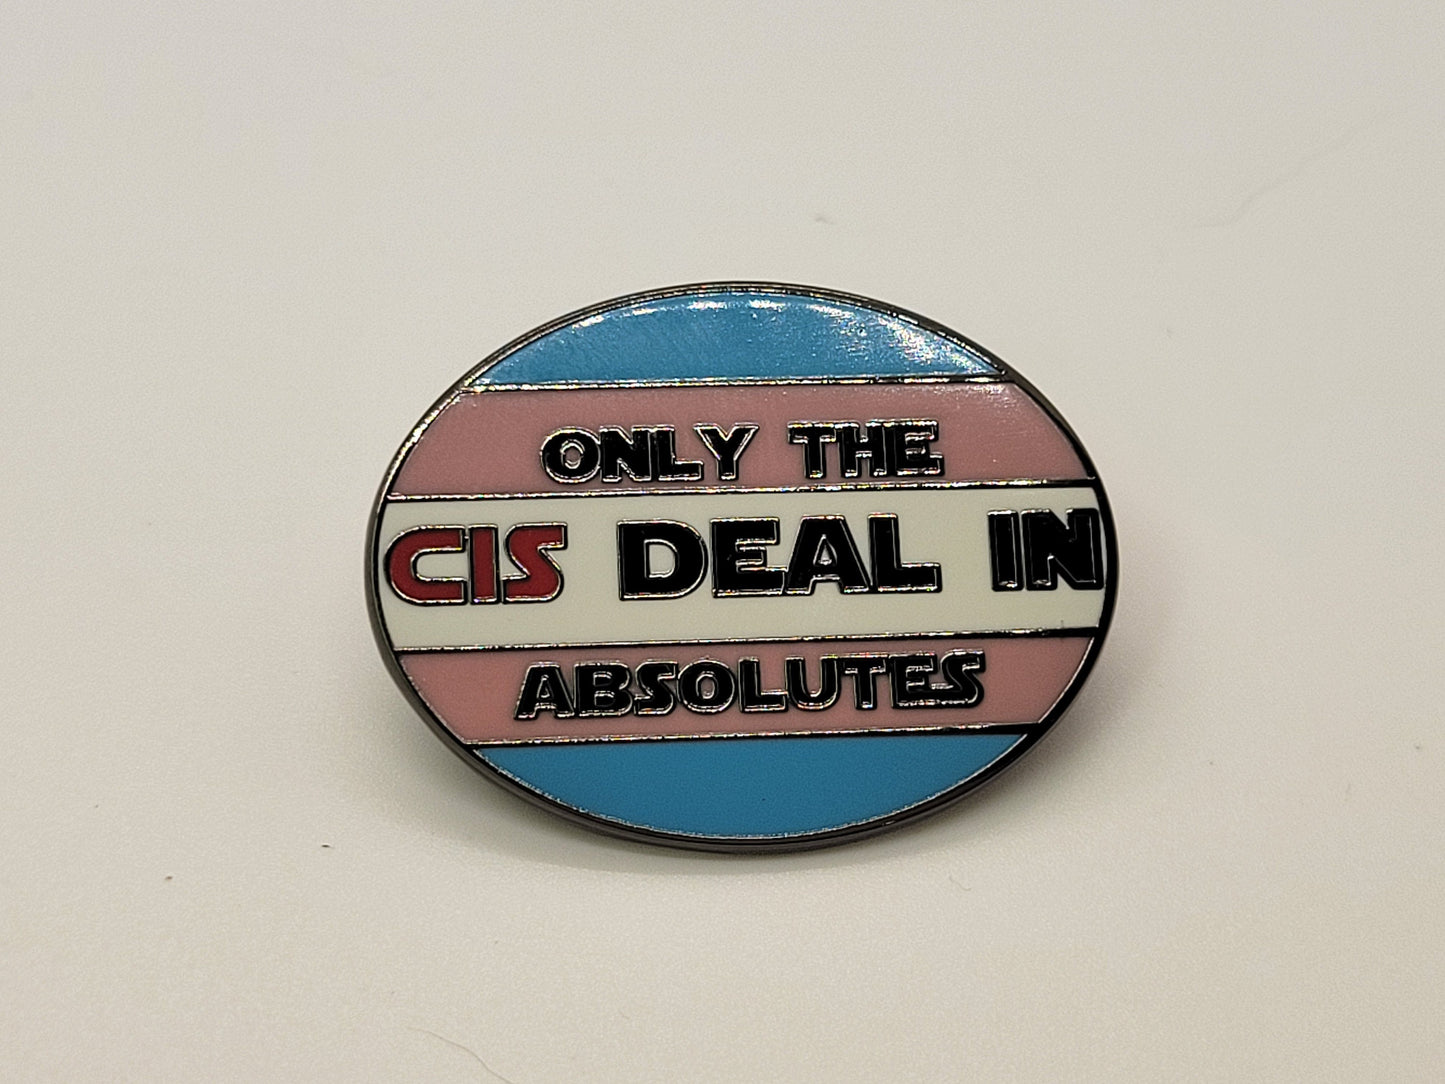 ONLY THE
CIS DEAL IN
ABSOLUTES